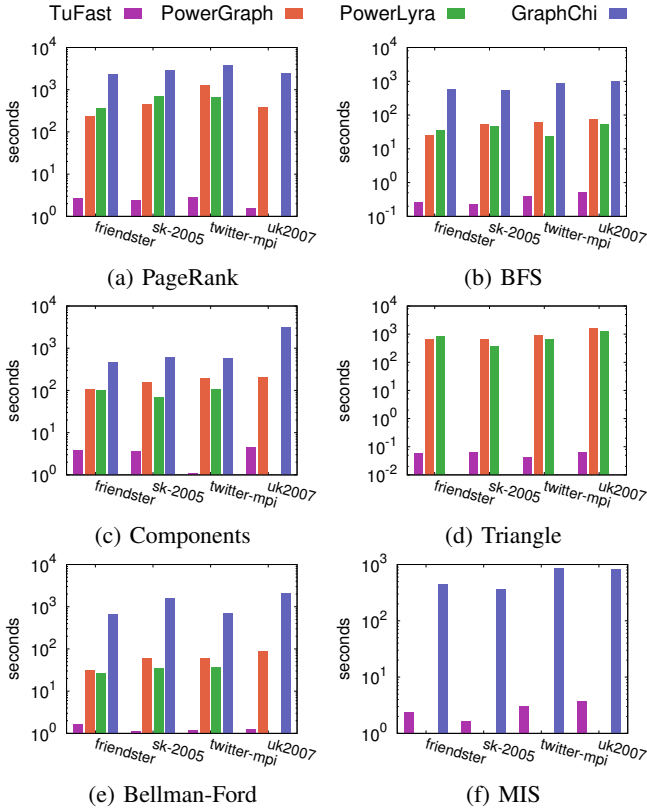 TuFast PowerGraph PowerLyra GraphChi
10^4
10^3
10^2
10^1
10^0
seconds
friendster
sk-2005
twitter-mpi
uk2007
(a) PageRank
10^4
10^3
10^2
10^1
10^0
10^-1
seconds
friendster
sk-2005
twitter-mpi
uk2007
(b) BFS
10^4
10^3
10^2
10^1
10^0
seconds
friendster
sk-2005
twitter-mpi
uk2007
(c) Components
10^4
10^3
10^2
10^1
10^0
10^-1
10^-2
seconds
friendster
sk-2005
twitter-mpi
uk2007
(d) Triangle
10^4
10^3
10^2
10^1
10^0
seconds
friendster
sk-2005
twitter-mpi
uk2007
(e) Bellman-Ford
10^3
10^2
10^1
10^0
seconds
friendster
sk-2005
twitter-mpi
uk2007
(f) MIS